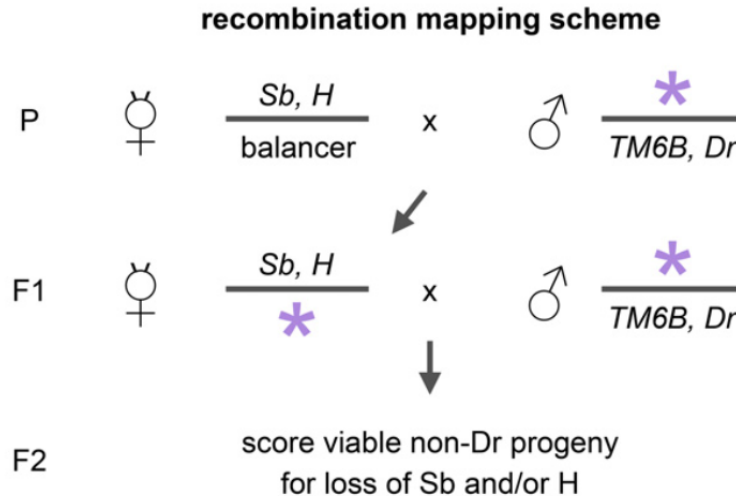 recombination mapping scheme
P Sb, H x *
balancer TM6B, Dr
F1 Sb, H x *
* TM6B, Dr
F2 score viable non-Dr progeny
for loss of Sb and/or H